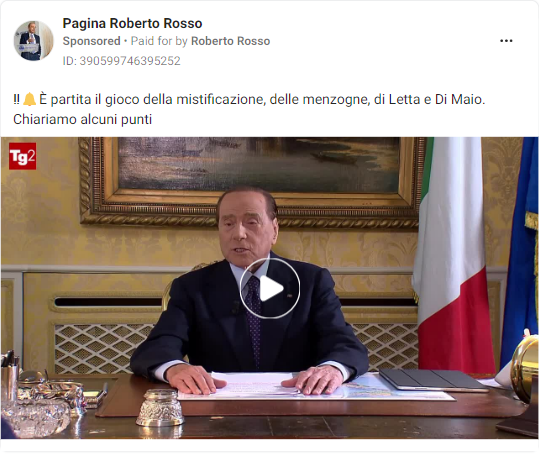 Pagina Roberto Rosso
Sponsored • Paid for by Roberto Rosso
ID: 390599746395252
‼️🔔È partita il gioco della mistificazione, delle menzogne, di Letta e Di Maio.
Chiariamo alcuni punti
Tg2